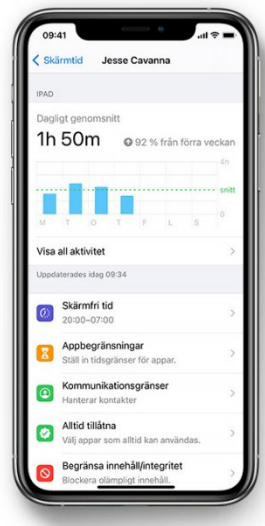 09:41
Skärmtid Jesse Cavanna
IPAD
Dagligt genomsnitt
1h 50m 92 % från förra veckan
4h
snitt
0
M T O T F L S
Visa all aktivitet
Uppdaterades idag 09:34
Skärmfri tid
20:00–07:00
Appbegränsningar
Ställ in tidsgränser för appar.
Kommunikationsgränser
Hanterar kontakter
Alltid tillåtna
Välj appar som alltid kan användas.
Begränsa innehåll/integritet
Blockera olämpligt innehåll.